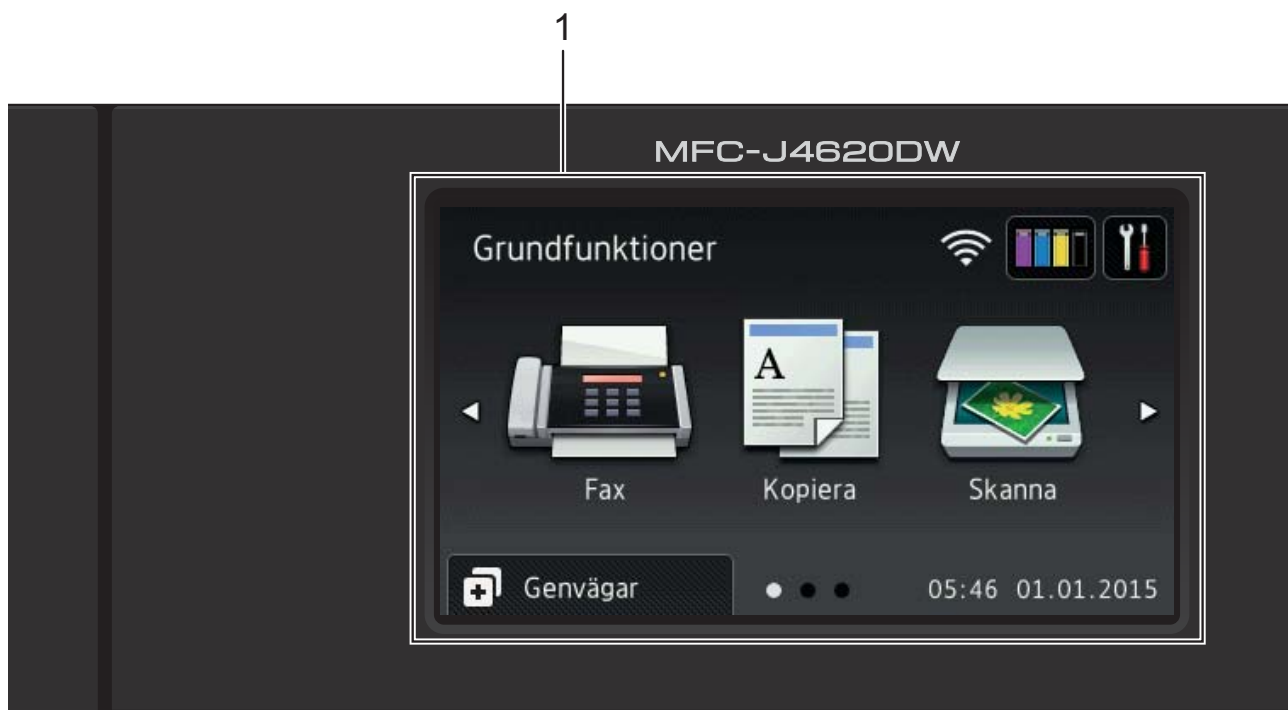 1
MFC-J4620DW
Grundfunktioner
A
Fax
Kopiera
Skanna
Genvägar
05:46 01.01.2015